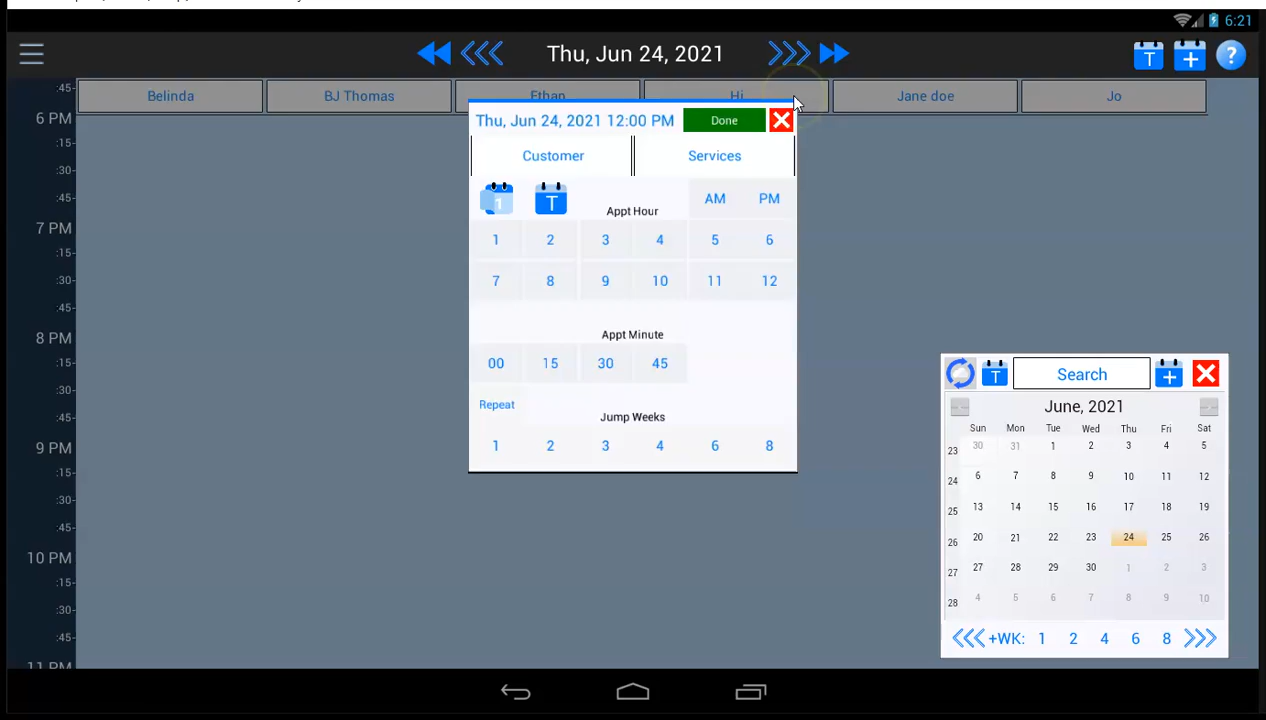 6:21
Thu, Jun 24, 2021
T
+
?
Belinda
BJ Thomas
Ethan
Hi
Jane doe
Jo
:45-
6 PM
:15-
:30-
:45-
7 PM
:15-
:30-
:45-
8 PM
:15-
:30-
:45-
9 PM
:15-
:30-
:45-
10 PM
:15-
:30-
:45-
11 PM
Thu, Jun 24, 2021 12:00 PM
Done
Customer
Services
1
T
Appt Hour
AM
PM
1 2 3 4 5 6
7 8 9 10 11 12
Appt Minute
00 15 30 45
Repeat
Jump Weeks
1 2 3 4 6 8
T
Search
+
June, 2021
Sun Mon Tue Wed Thu Fri Sat
23 30 31 1 2 3 4 5
24 6 7 8 9 10 11 12
25 13 14 15 16 17 18 19
26 20 21 22 23 24 25 26
27 27 28 29 30 1 2 3
28 4 5 6 7 8 9 10
+WK: 1 2 4 6 8